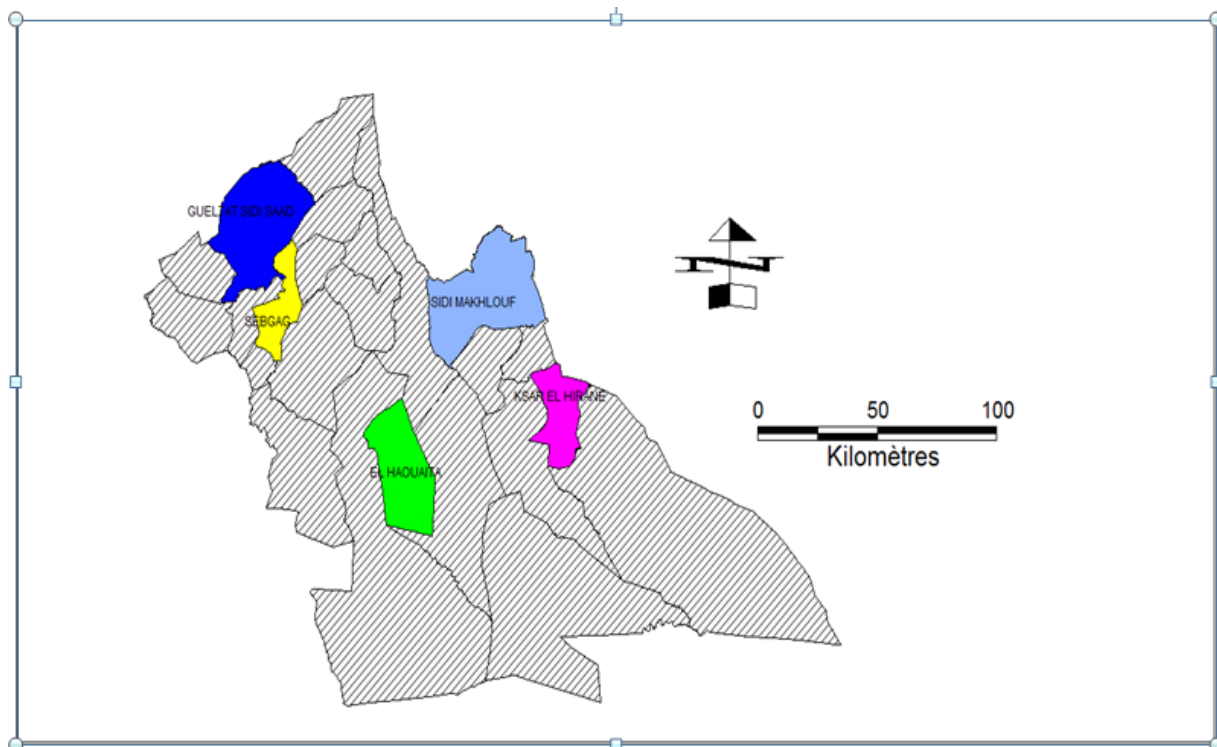 GUELTAT SIDI SAAD
SIDI MAKHLOUF
SEBGAG
KSAR EL HIRANE
EL HAOUAITA
0 50 100
Kilomètres